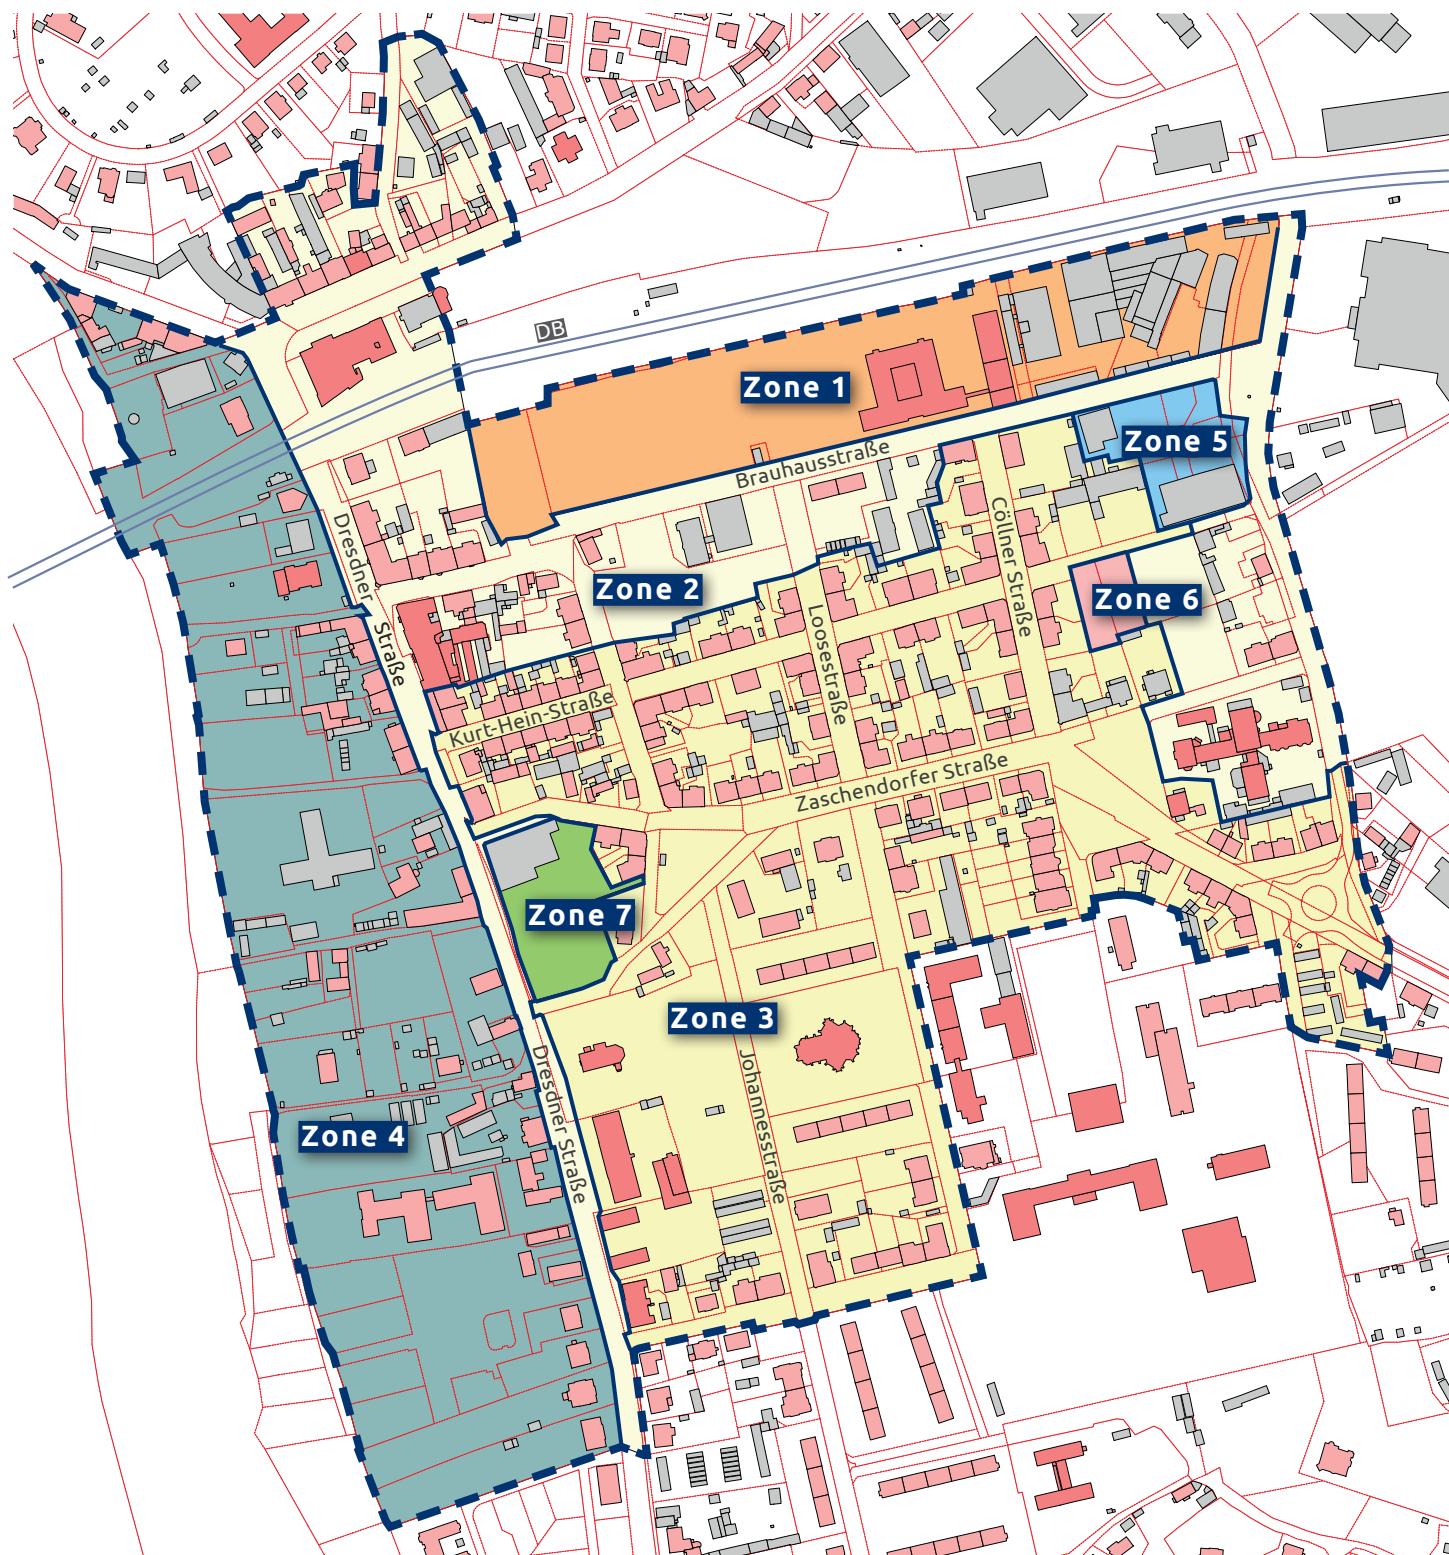 DB
Zone 1
Brauhausstraße
Zone 5
Dresdner
Straße
Cöllner Straße
Zone 2
Zone 6
Loosestraße
Kurt-Hein-Straße
Zaschendorfer Straße
Zone 7
Zone 3
Dresdner Straße
Johannesstraße
Zone 4